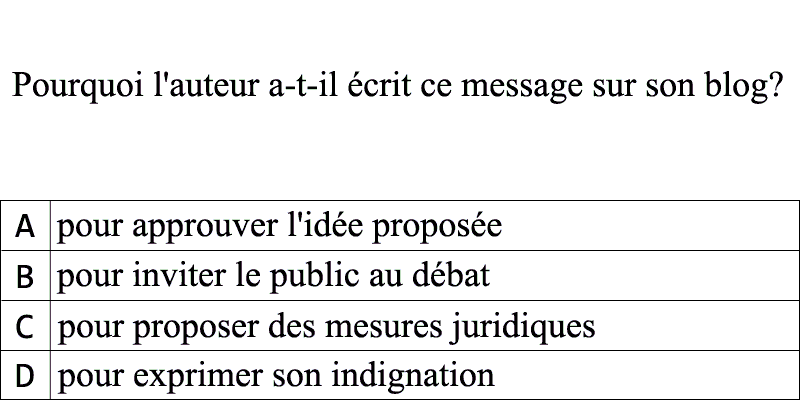 Pourquoi l'auteur a-t-il écrit ce message sur son blog?
A pour approuver l'idée proposée
B pour inviter le public au débat
C pour proposer des mesures juridiques
D pour exprimer son indignation